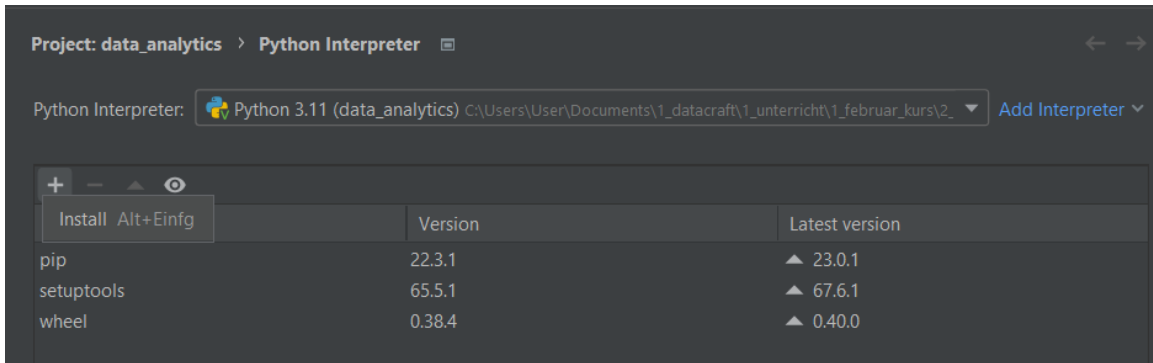 Project: data_analytics > Python Interpreter
Python Interpreter: Python 3.11 (data_analytics) C:\Users\User\Documents\1_datacraft\1_unterricht\1_februar_kurs\2_ Add Interpreter
Install Alt+Einfg
Version Latest version
pip 22.3.1 23.0.1
setuptools 65.5.1 67.6.1
wheel 0.38.4 0.40.0